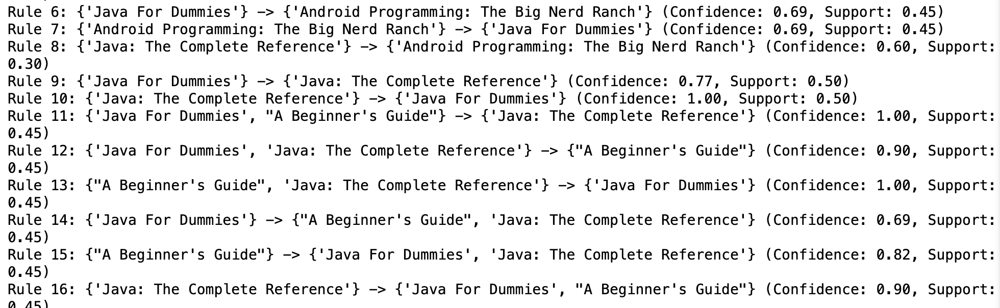 Rule 6: {'Java For Dummies'} -> {'Android Programming: The Big Nerd Ranch'} (Confidence: 0.69, Support: 0.45)
Rule 7: {'Android Programming: The Big Nerd Ranch'} -> {'Java For Dummies'} (Confidence: 0.69, Support: 0.45)
Rule 8: {'Java: The Complete Reference'} -> {'Android Programming: The Big Nerd Ranch'} (Confidence: 0.60, Support:
0.30)
Rule 9: {'Java For Dummies'} -> {'Java: The Complete Reference'} (Confidence: 0.77, Support: 0.50)
Rule 10: {'Java: The Complete Reference'} -> {'Java For Dummies'} (Confidence: 1.00, Support: 0.50)
Rule 11: {'Java For Dummies', "A Beginner's Guide"} -> {'Java: The Complete Reference'} (Confidence: 1.00, Support:
0.45)
Rule 12: {'Java For Dummies', 'Java: The Complete Reference'} -> {"A Beginner's Guide"} (Confidence: 0.90, Support:
0.45)
Rule 13: {"A Beginner's Guide", 'Java: The Complete Reference'} -> {'Java For Dummies'} (Confidence: 1.00, Support:
0.45)
Rule 14: {'Java For Dummies'} -> {"A Beginner's Guide", 'Java: The Complete Reference'} (Confidence: 0.69, Support:
0.45)
Rule 15: {"A Beginner's Guide"} -> {'Java For Dummies', 'Java: The Complete Reference'} (Confidence: 0.82, Support:
0.45)
Rule 16: {'Java: The Complete Reference'} -> {'Java For Dummies', "A Beginner's Guide"} (Confidence: 0.90, Support:
0.45)